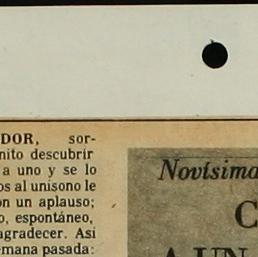 DOR, sor-
nito descubrir
a uno y se lo
os al unisono le
on un aplauso;
o, espontáneo,
agradecer. Así
emana pasada:
Novísima
C
A UN